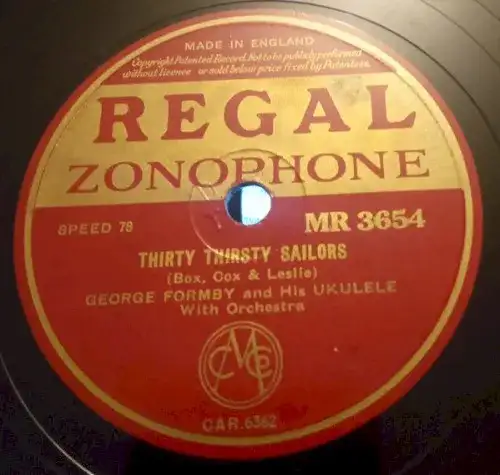 MADE IN ENGLAND
Copyright Patented Record. Not to be publicly performed
without licence or sold below price fixed by Patentees.
REGAL
ZONOPHONE
SPEED 78
MR 3654
THIRTY THIRSTY SAILORS
(Box, Cox & Leslie)
GEORGE FORMBY and His UKULELE
With Orchestra
CAR.6362